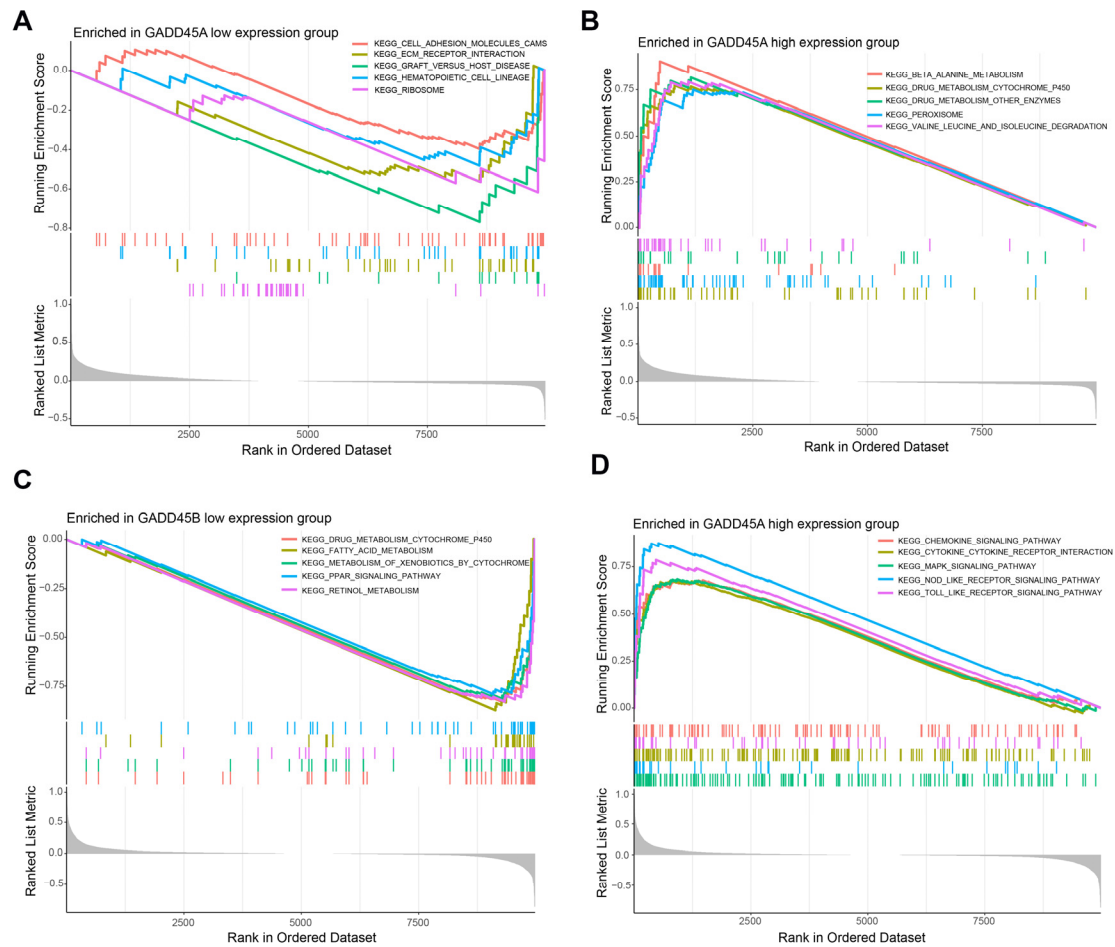 A
Enriched in GADD45A low expression group
KEGG_CELL_ADHESION_MOLECULES_CAMS
KEGG_ECM_RECEPTOR_INTERACTION
KEGG_GRAFT_VERSUS_HOST_DISEASE
KEGG_HEMATOPOIETIC_CELL_LINEAGE
KEGG_RIBOSOME
Running Enrichment Score
0.0
−0.2
−0.4
−0.6
−0.8
Ranked List Metric
1.0
0.5
0.0
−0.5
2500
5000
7500
Rank in Ordered Dataset
B
Enriched in GADD45A high expression group
KEGG_BETA_ALANINE_METABOLISM
KEGG_DRUG_METABOLISM_CYTOCHROME_P450
KEGG_DRUG_METABOLISM_OTHER_ENZYMES
KEGG_PEROXISOME
KEGG_VALINE_LEUCINE_AND_ISOLEUCINE_DEGRADATION
Running Enrichment Score
0.75
0.50
0.25
0.00
Ranked List Metric
1.0
0.5
0.0
−0.5
2500
5000
7500
Rank in Ordered Dataset
C
Enriched in GADD45B low expression group
KEGG_DRUG_METABOLISM_CYTOCHROME_P450
KEGG_FATTY_ACID_METABOLISM
KEGG_METABOLISM_OF_XENOBIOTICS_BY_CYTOCHROME
KEGG_PPAR_SIGNALING_PATHWAY
KEGG_RETINOL_METABOLISM
Running Enrichment Score
0.00
−0.25
−0.50
−0.75
Ranked List Metric
1.0
0.5
0.0
−0.5
2500
5000
7500
Rank in Ordered Dataset
D
Enriched in GADD45A high expression group
KEGG_CHEMOKINE_SIGNALING_PATHWAY
KEGG_CYTOKINE_CYTOKINE_RECEPTOR_INTERACTION
KEGG_MAPK_SIGNALING_PATHWAY
KEGG_NOD_LIKE_RECEPTOR_SIGNALING_PATHWAY
KEGG_TOLL_LIKE_RECEPTOR_SIGNALING_PATHWAY
Running Enrichment Score
0.75
0.50
0.25
0.00
Ranked List Metric
1.0
0.5
0.0
−0.5
2500
5000
7500
Rank in Ordered Dataset